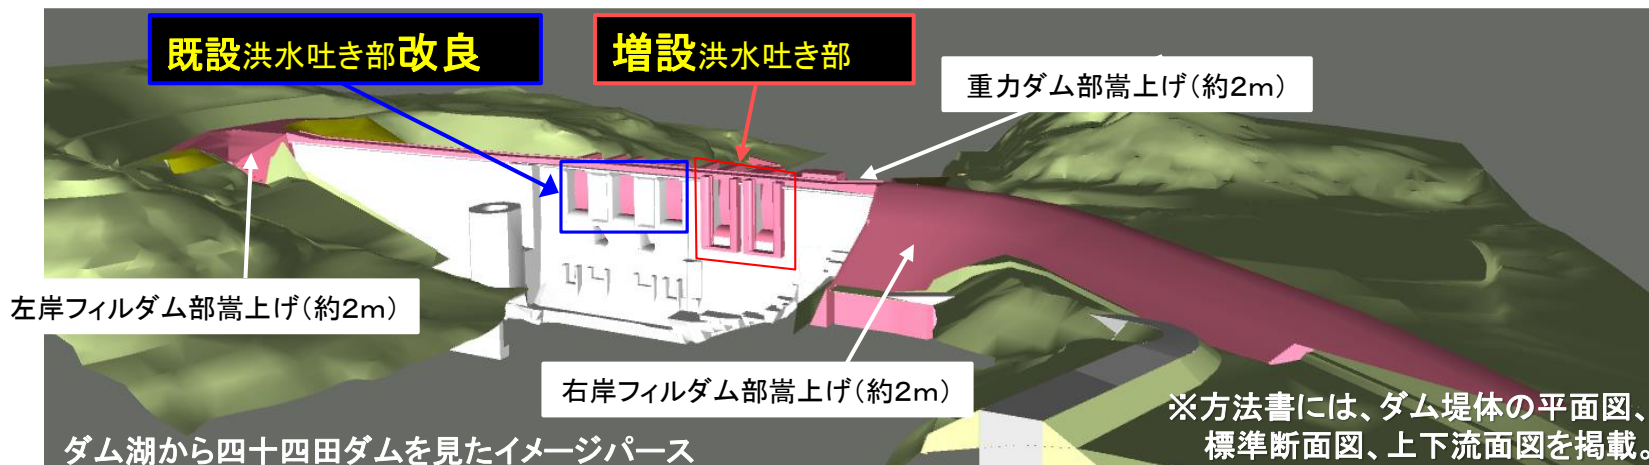 既設洪水吐き部改良
増設洪水吐き部
重力ダム部嵩上げ(約2m)
左岸フィルダム部嵩上げ(約2m)
右岸フィルダム部嵩上げ(約2m)
※方法書には、ダム堤体の平面図、
標準断面図、上下流面図を掲載。
ダム湖から四十四田ダムを見たイメージパース